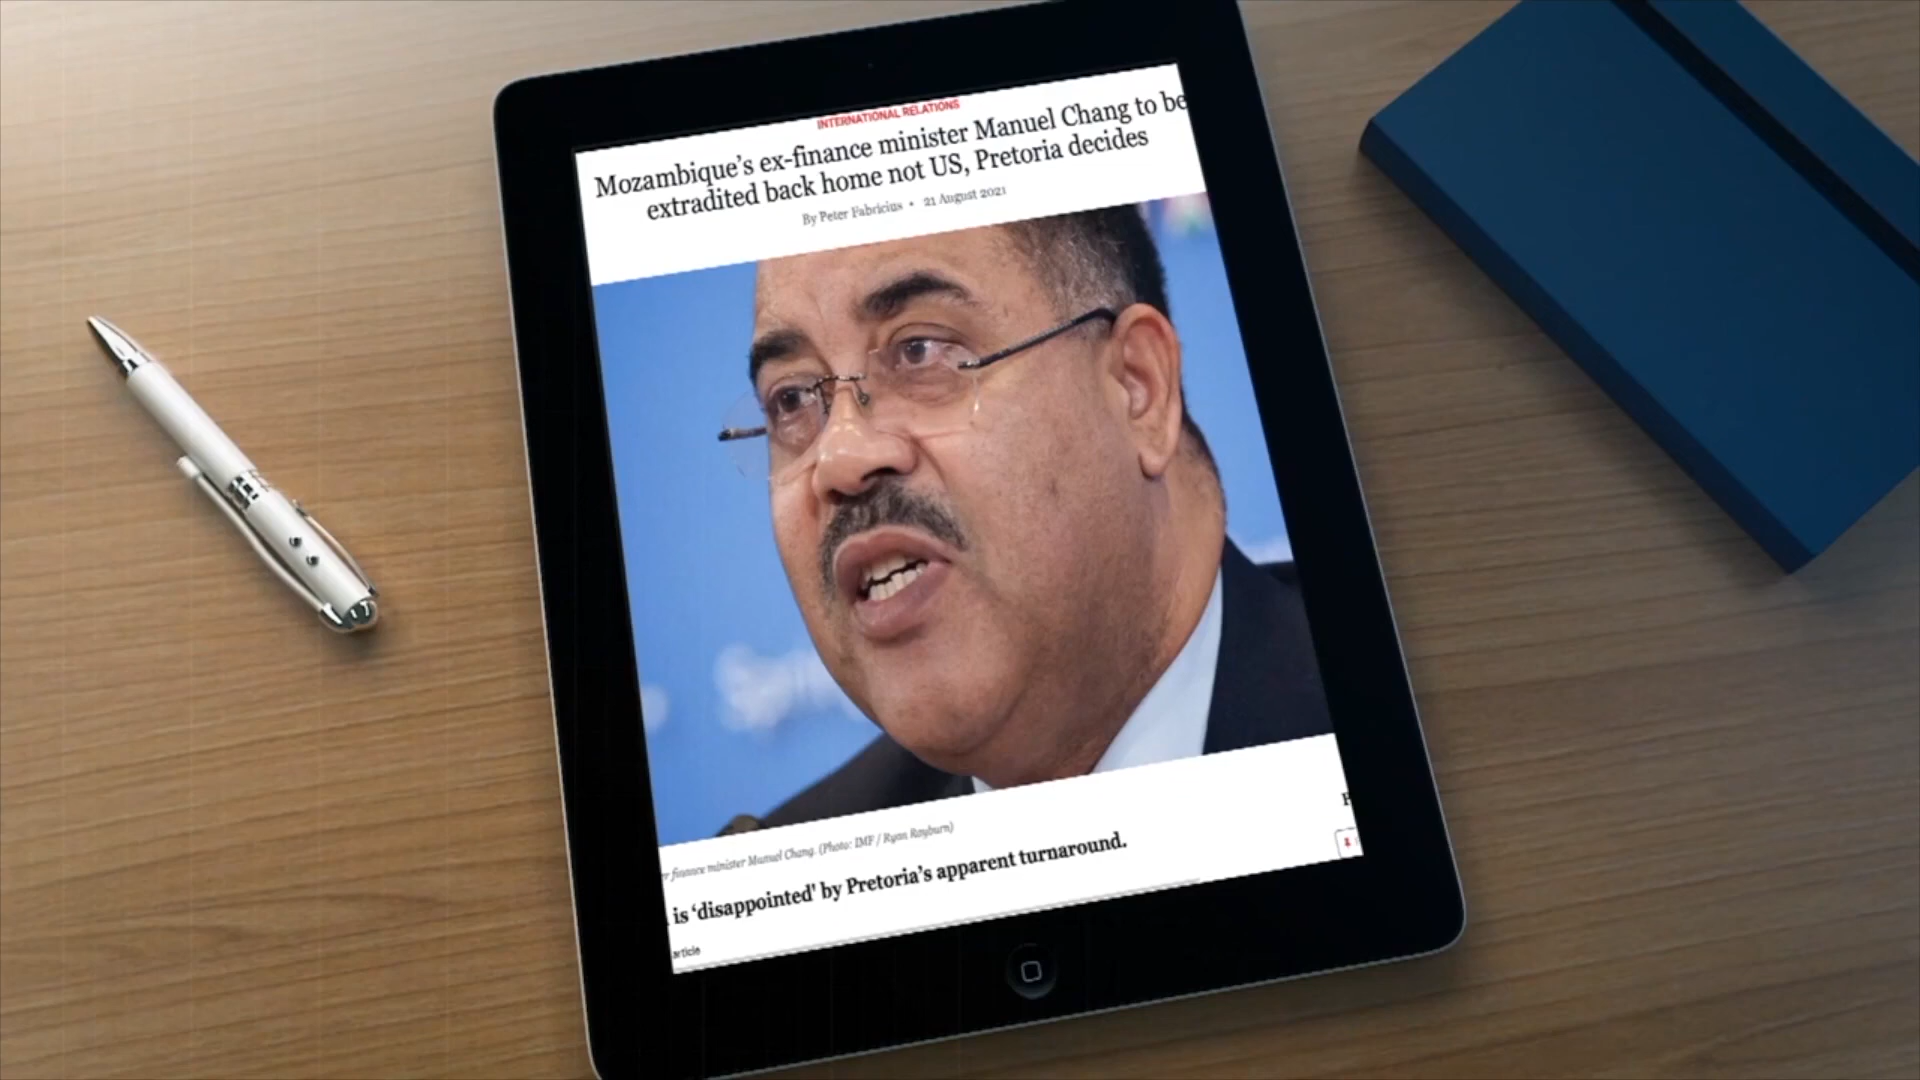 INTERNATIONAL RELATIONS
Mozambique's ex-finance minister Manuel Chang to be
extradited back home not US, Pretoria decides
By Peter Fabricius • 21 August 2021
finance minister Manuel Chang. (Photo: IMF / Ryan Rayburn)
is 'disappointed' by Pretoria's apparent turnaround.
article